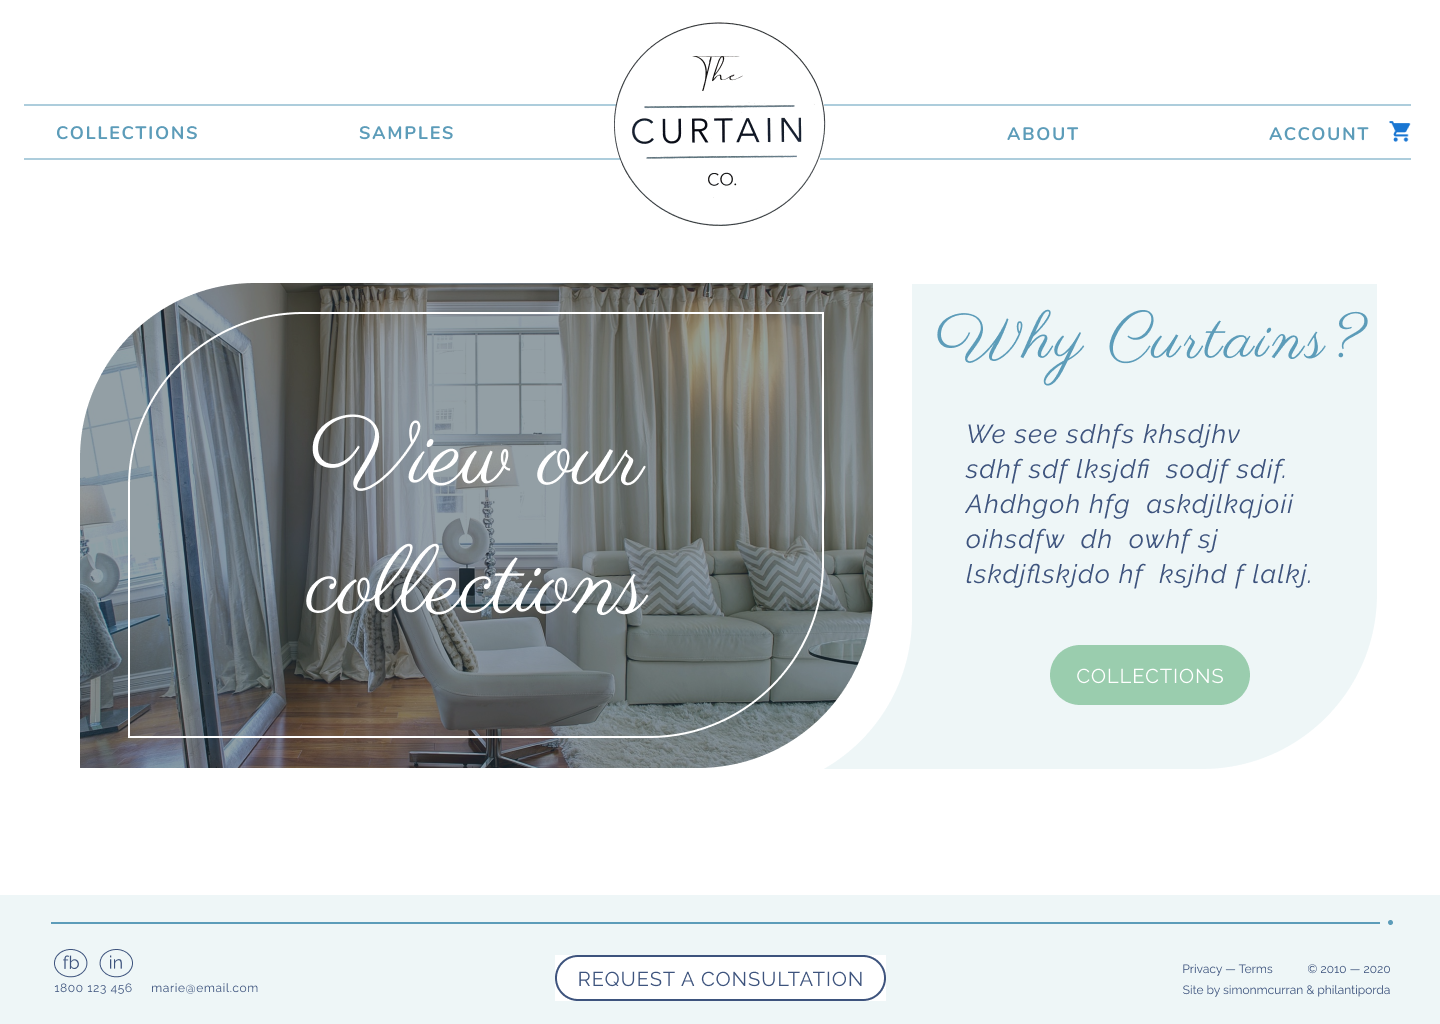 The
CURTAIN
CO.
COLLECTIONS SAMPLES ABOUT ACCOUNT
View our
collections
Why Curtains?
We see sdhfs khsdjhv
sdhf sdf lksjdfi sodjf sdif.
Ahdhgoh hfg askdjlkqjoii
oihsdfw dh owhf sj
lskdjflskjdo hf ksjhd f lalkj.
COLLECTIONS
fb in
1800 123 456 marie@email.com
REQUEST A CONSULTATION
Privacy — Terms © 2010 — 2020
Site by simonmcurran & philantiporda